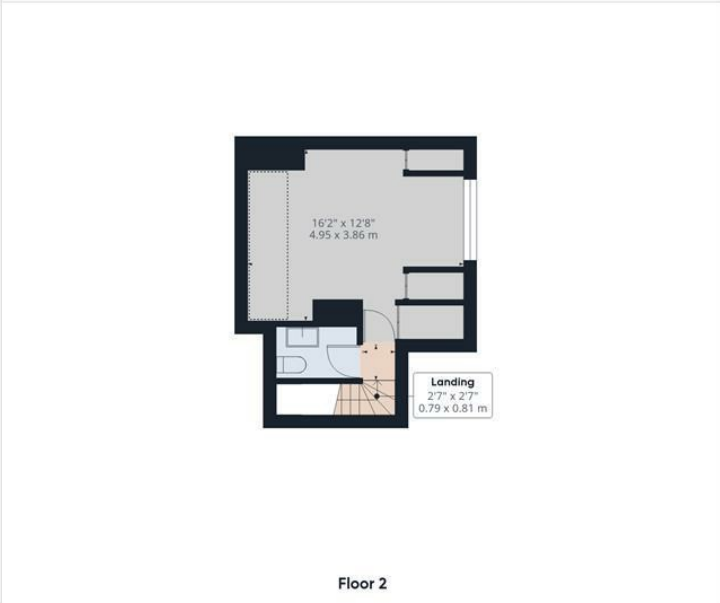 16'2" x 12'8"
4.95 x 3.86 m
Landing
2'7" x 2'7"
0.79 x 0.81 m
Floor 2